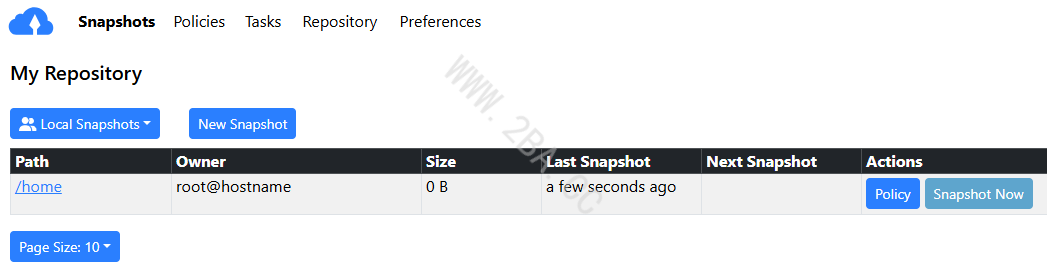 Snapshots Policies Tasks Repository Preferences
My Repository
Local Snapshots New Snapshot
Path Owner Size Last Snapshot Next Snapshot Actions
/home root@hostname 0 B a few seconds ago Policy Snapshot Now
Page Size: 10
WWW.2BA.CC